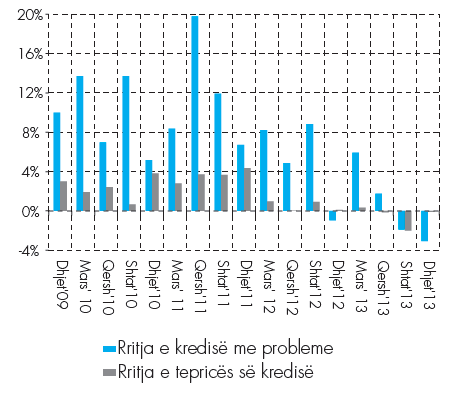 20%
16%
12%
8%
4%
0%
-4%
Dhjet'09
Mars' 10
Qersh'10
Shtat'10
Dhjet'10
Mars' 11
Qersh'11
Shtat'11
Dhjet'11
Mars' 12
Qersh'12
Shtat'12
Dhjet'12
Mars' 13
Qersh'13
Shtat'13
Dhjet'13
Rritja e kredisë me probleme
Rritja e tepricës së kredisë